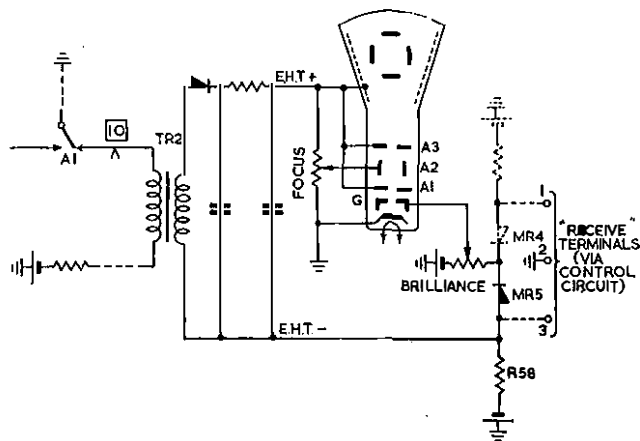 E.H.T +
10
A1
TR2
FOCUS
A3
A2
A1
G
1
"RECEIVE"
TERMINALS
(VIA
CONTROL
CIRCUIT)
MR4
2
BRILLIANCE
MR5
E.H.T. –
3
R58